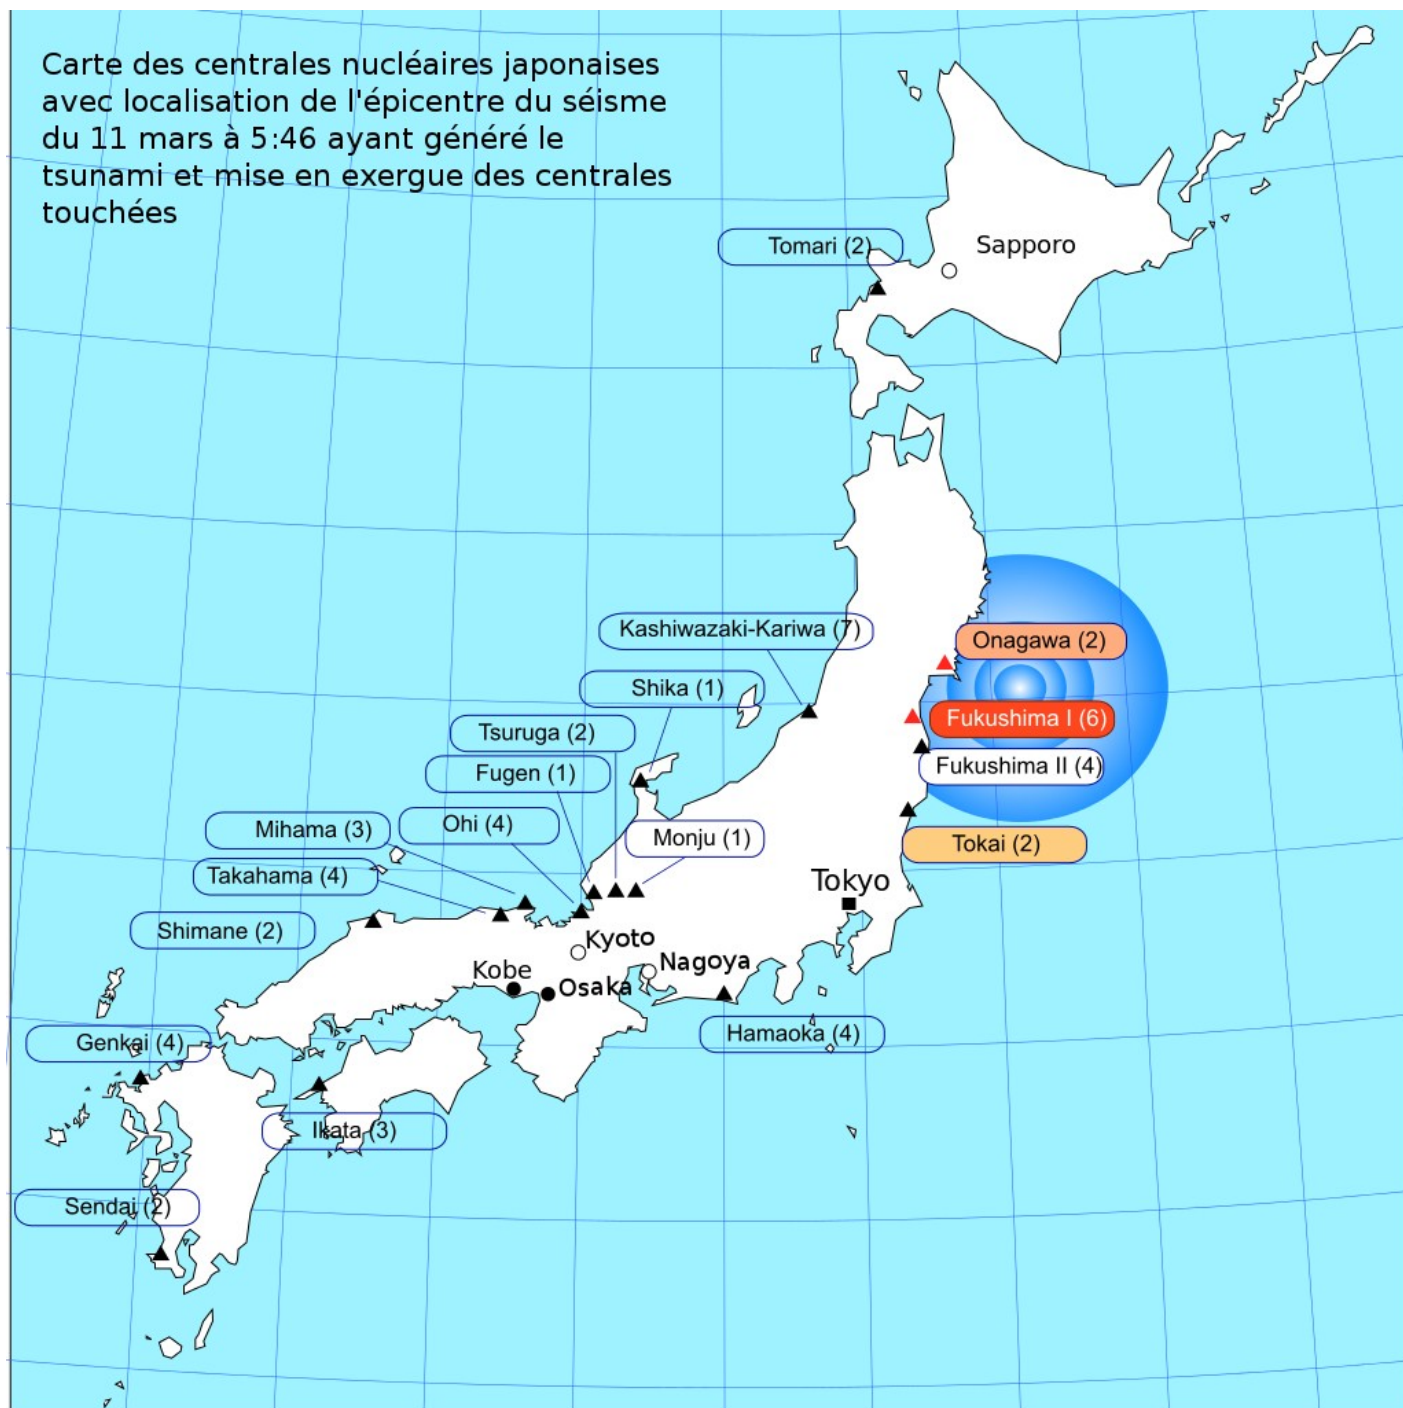 Carte des centrales nucléaires japonaises
avec localisation de l'épicentre du séisme
du 11 mars à 5:46 ayant généré le
tsunami et mise en exergue des centrales
touchées
Tomari (2)
Sapporo
Kashiwazaki-Kariwa (7)
Onagawa (2)
Shika (1)
Fukushima I (6)
Tsuruga (2)
Fukushima II (4)
Fugen (1)
Ohi (4)
Mihama (3)
Monju (1)
Tokai (2)
Takahama (4)
Tokyo
Shimane (2)
Kyoto
Nagoya
Kobe
Osaka
Hamaoka (4)
Genkai (4)
Ikata (3)
Sendai (2)